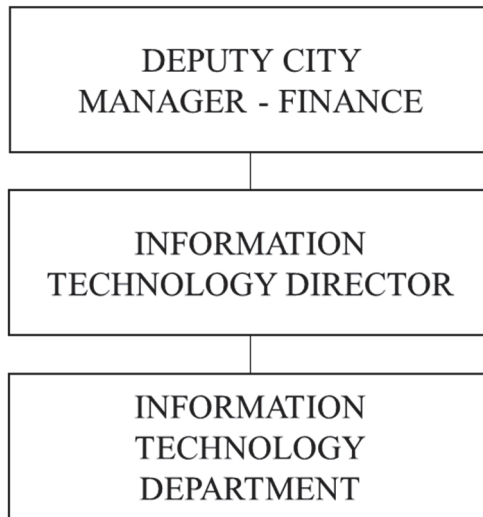 DEPUTY CITY
MANAGER - FINANCE
INFORMATION
TECHNOLOGY DIRECTOR
INFORMATION
TECHNOLOGY
DEPARTMENT